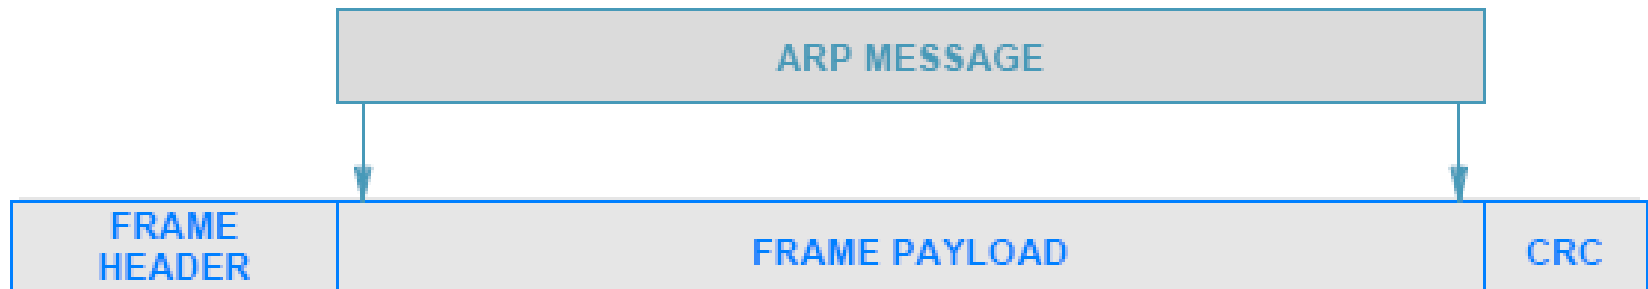 ARP MESSAGE
FRAME
HEADER
FRAME PAYLOAD
CRC